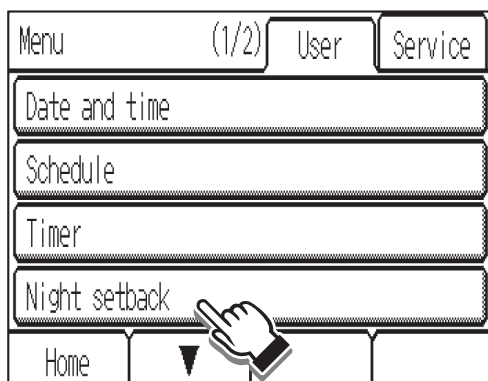 Menu (1/2) User Service
Date and time
Schedule
Timer
Night setback
Home ▼